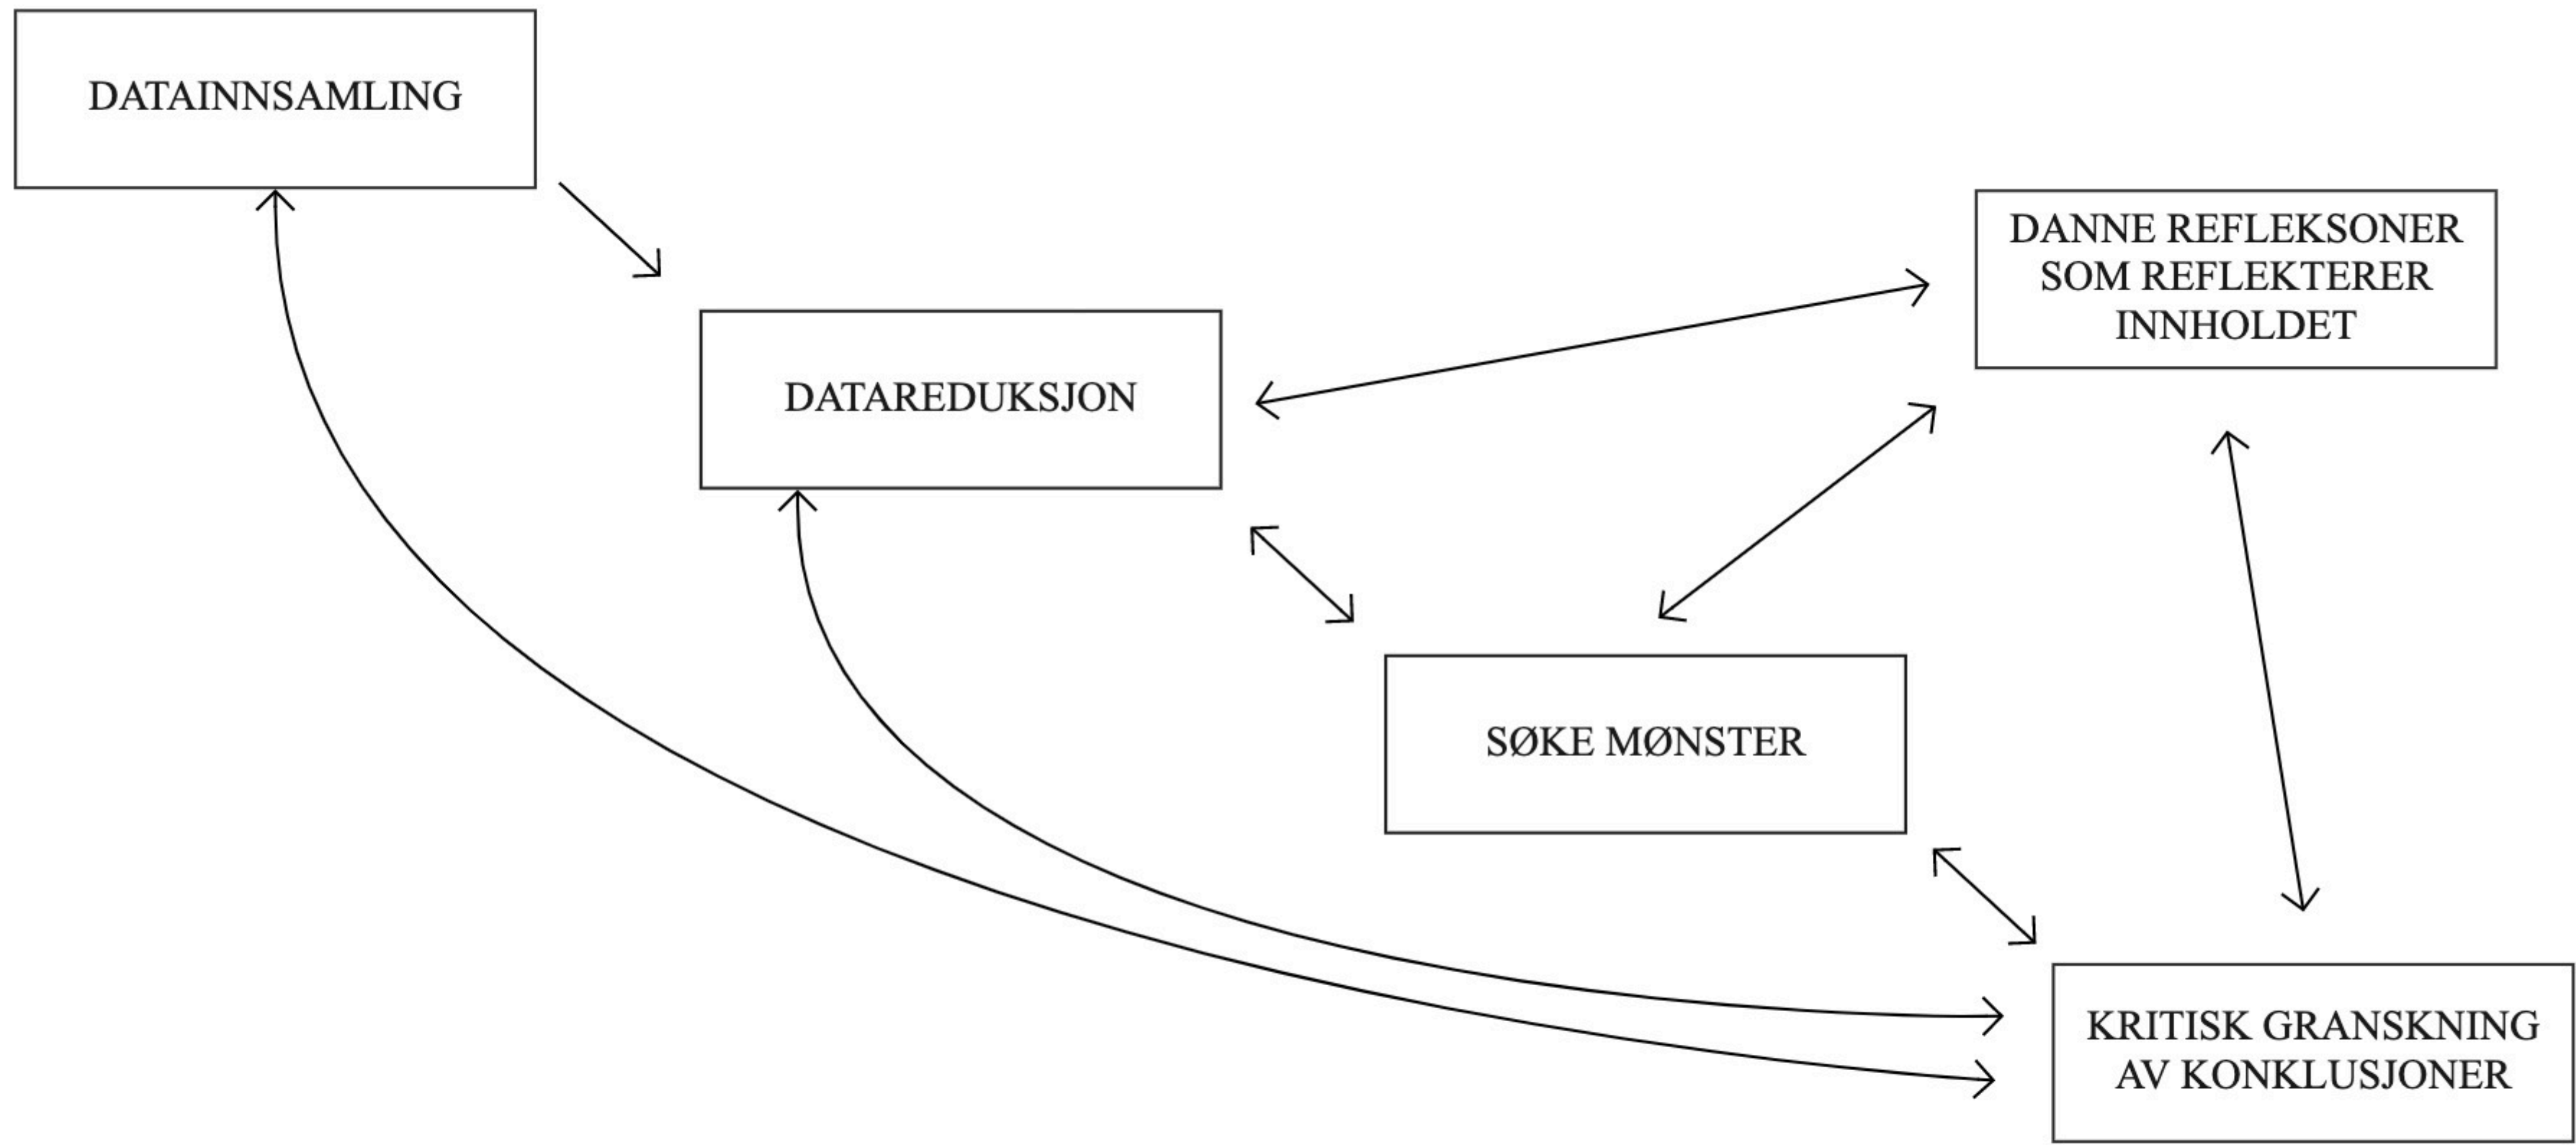 DATAINNSAMLING
DANNE REFLEKSONER
SOM REFLEKTERER
INNHOLDET
DATAREDUKSJON
SØKE MØNSTER
KRITISK GRANSKNING
AV KONKLUSJONER